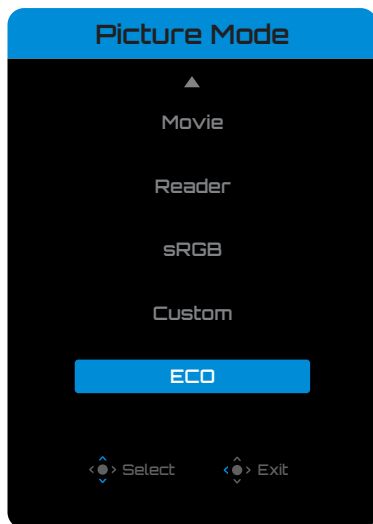 Picture Mode
Movie
Reader
sRGB
Custom
ECO
Select Exit